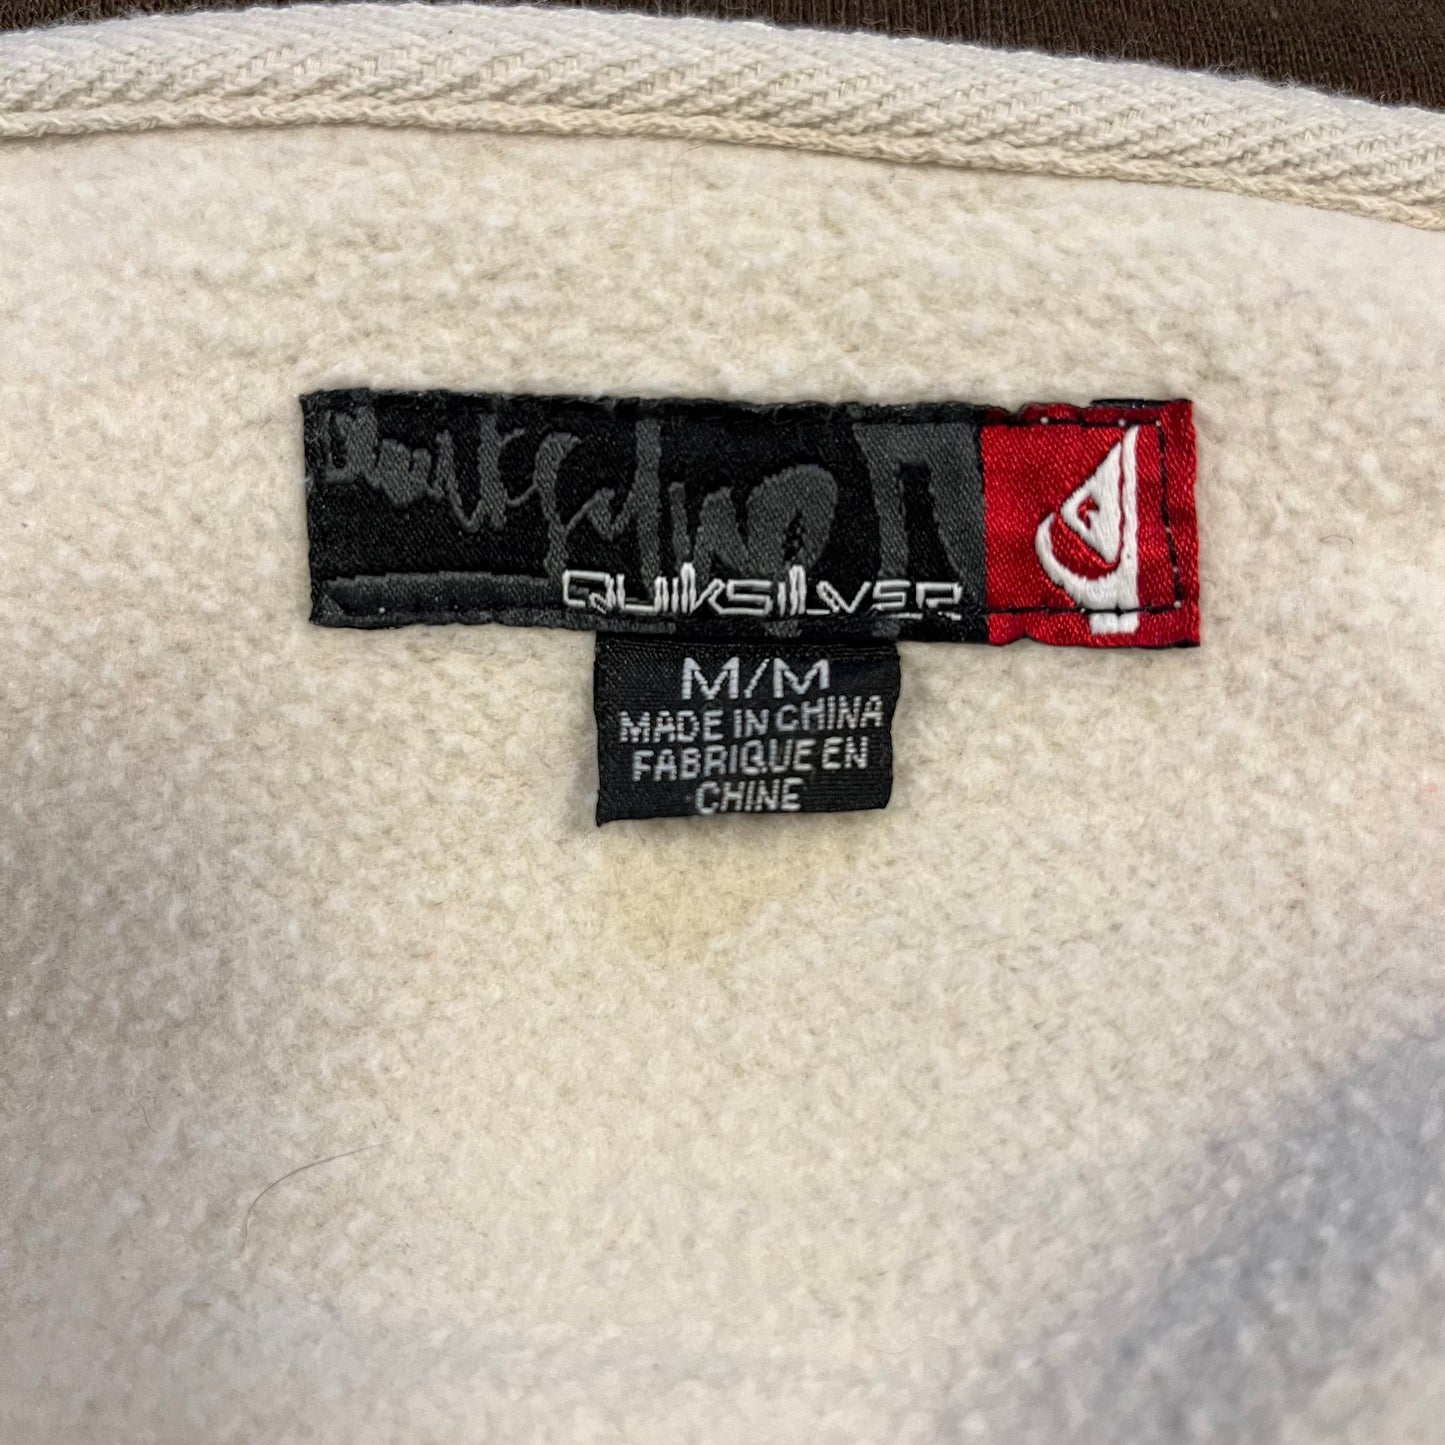 QUIKSILVER
M/M
MADE IN CHINA
FABRIQUE EN
CHINE